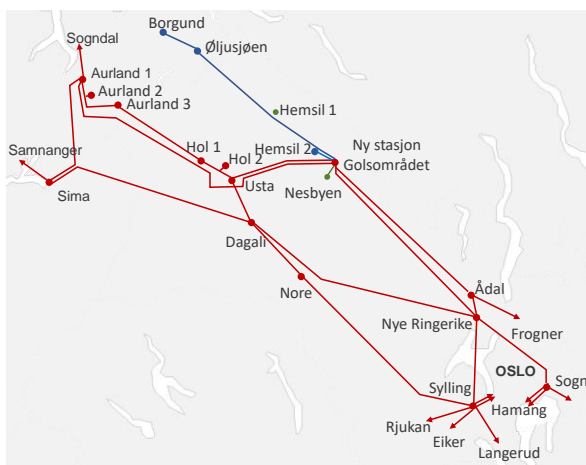 Borgund
Sogndal
Øljusjøen
Aurland 1
Aurland 2
Aurland 3
Hemsil 1
Hol 1
Hol 2
Hemsil 2
Ny stasjon
Golsområdet
Samnanger
Sima
Usta
Nesbyen
Dagali
Nore
Ådal
Nye Ringerike
Frogner
OSLO
Sogn
Sylling
Hamang
Rjukan
Eiker
Langerud